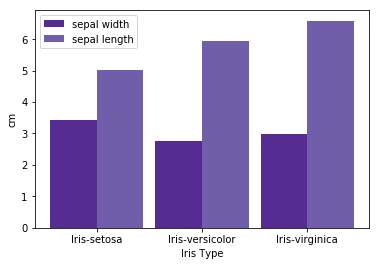 sepal width
sepal length
cm
6
5
4
3
2
1
0
Iris-setosa Iris-versicolor Iris-virginica
Iris Type